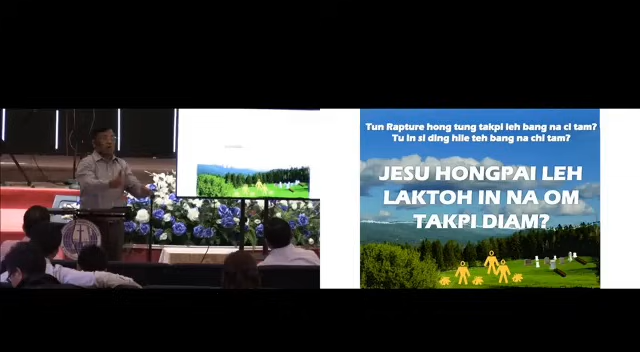 Tun Rapture hong tung takpi leh bang na ci tam?
Tu in si ding hile teh bang na chi tam?
JESU HONGPAI LEH
LAKTOH IN NA OM
TAKPI DIAM?